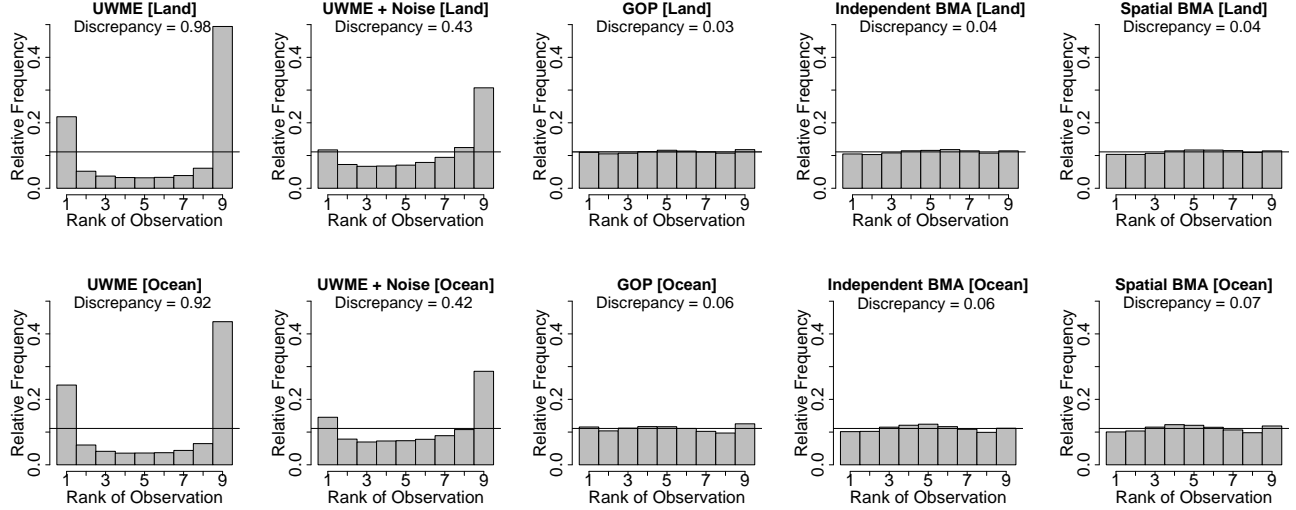 UWME [Land]
Discrepancy = 0.98
Relative Frequency
0.0 0.2 0.4
1 3 5 7 9
Rank of Observation
UWME + Noise [Land]
Discrepancy = 0.43
Relative Frequency
0.0 0.2 0.4
1 3 5 7 9
Rank of Observation
GOP [Land]
Discrepancy = 0.03
Relative Frequency
0.0 0.2 0.4
1 3 5 7 9
Rank of Observation
Independent BMA [Land]
Discrepancy = 0.04
Relative Frequency
0.0 0.2 0.4
1 3 5 7 9
Rank of Observation
Spatial BMA [Land]
Discrepancy = 0.04
Relative Frequency
0.0 0.2 0.4
1 3 5 7 9
Rank of Observation
UWME [Ocean]
Discrepancy = 0.92
Relative Frequency
0.0 0.2 0.4
1 3 5 7 9
Rank of Observation
UWME + Noise [Ocean]
Discrepancy = 0.42
Relative Frequency
0.0 0.2 0.4
1 3 5 7 9
Rank of Observation
GOP [Ocean]
Discrepancy = 0.06
Relative Frequency
0.0 0.2 0.4
1 3 5 7 9
Rank of Observation
Independent BMA [Ocean]
Discrepancy = 0.06
Relative Frequency
0.0 0.2 0.4
1 3 5 7 9
Rank of Observation
Spatial BMA [Ocean]
Discrepancy = 0.07
Relative Frequency
0.0 0.2 0.4
1 3 5 7 9
Rank of Observation